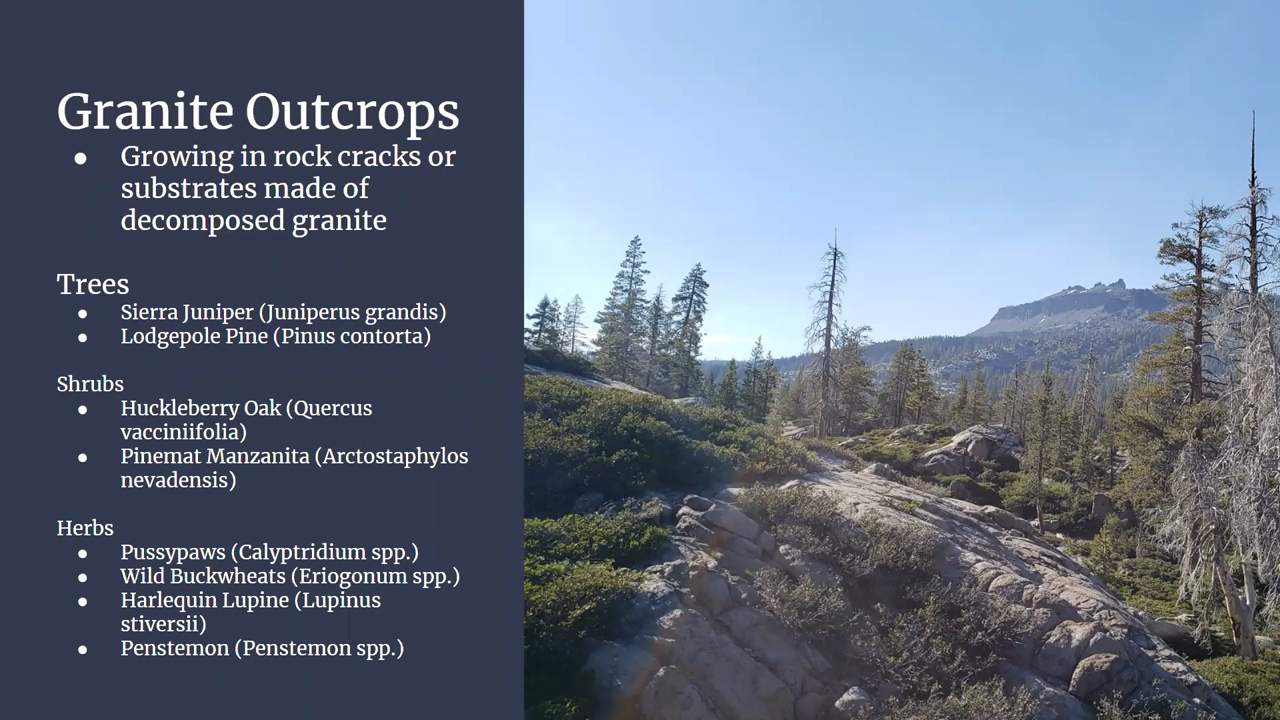 Granite Outcrops
● Growing in rock cracks or
substrates made of
decomposed granite
Trees
● Sierra Juniper (Juniperus grandis)
● Lodgepole Pine (Pinus contorta)
Shrubs
● Huckleberry Oak (Quercus
vacciniifolia)
● Pinemat Manzanita (Arctostaphylos
nevadensis)
Herbs
● Pussypaws (Calyptridium spp.)
● Wild Buckwheats (Eriogonum spp.)
● Harlequin Lupine (Lupinus
stiversii)
● Penstemon (Penstemon spp.)